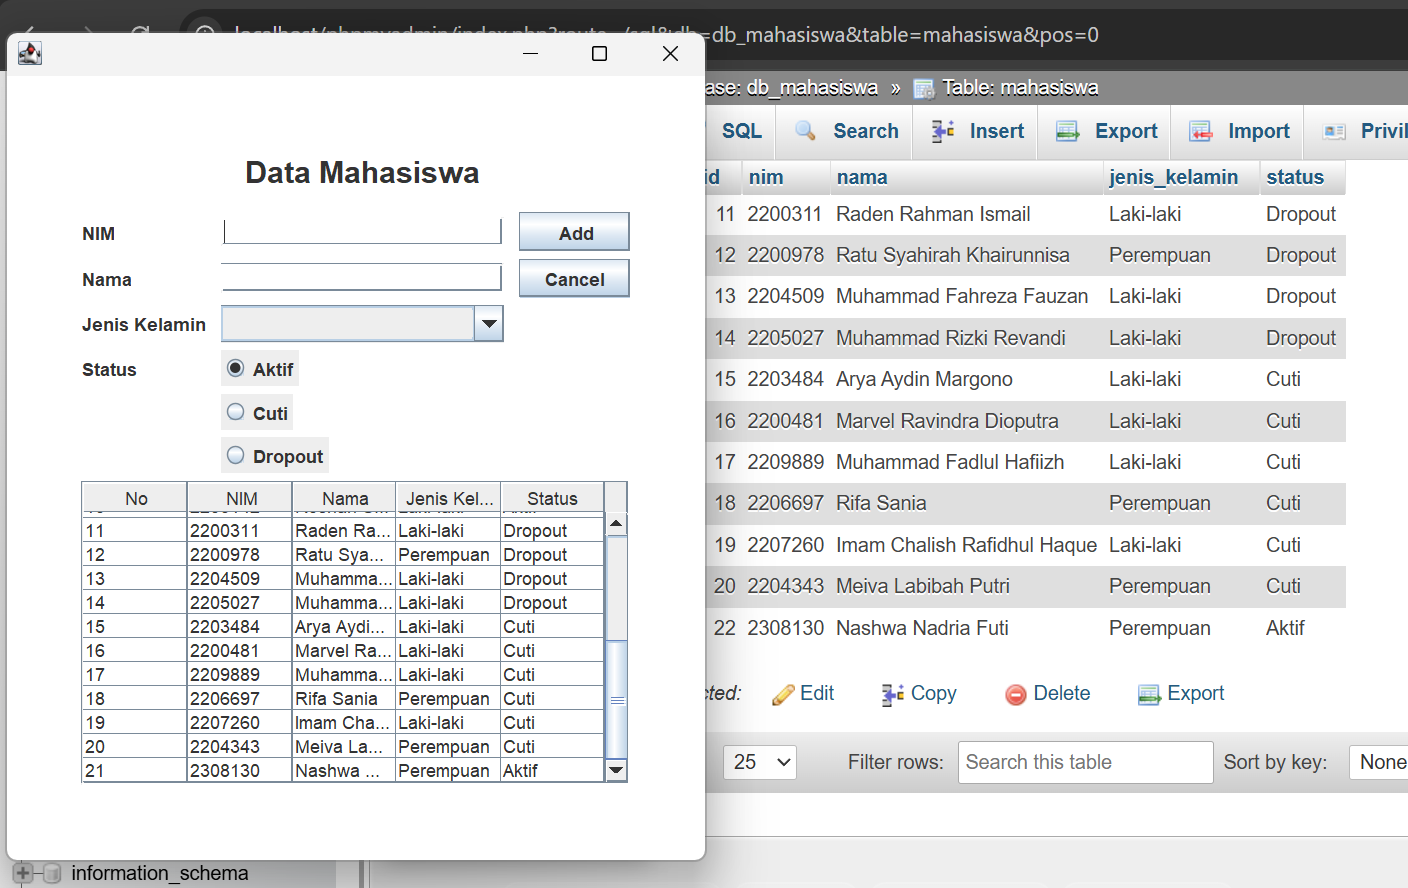 db_mahasiswa&table=mahasiswa&pos=0
ase: db_mahasiswa » Table: mahasiswa
SQL Search Insert Export Import Privil
Data Mahasiswa
NIM
Add
Nama
Cancel
Jenis Kelamin
Status
Aktif
Cuti
Dropout
No NIM Nama Jenis Kel... Status
11 2200311 Raden Ra... Laki-laki Dropout
12 2200978 Ratu Sya... Perempuan Dropout
13 2204509 Muhamma... Laki-laki Dropout
14 2205027 Muhamma... Laki-laki Dropout
15 2203484 Arya Aydi... Laki-laki Cuti
16 2200481 Marvel Ra... Laki-laki Cuti
17 2209889 Muhamma... Laki-laki Cuti
18 2206697 Rifa Sania Perempuan Cuti
19 2207260 Imam Cha... Laki-laki Cuti
20 2204343 Meiva La... Perempuan Cuti
21 2308130 Nashwa ... Perempuan Aktif
id nim nama jenis_kelamin status
11 2200311 Raden Rahman Ismail Laki-laki Dropout
12 2200978 Ratu Syahirah Khairunnisa Perempuan Dropout
13 2204509 Muhammad Fahreza Fauzan Laki-laki Dropout
14 2205027 Muhammad Rizki Revandi Laki-laki Dropout
15 2203484 Arya Aydin Margono Laki-laki Cuti
16 2200481 Marvel Ravindra Dioputra Laki-laki Cuti
17 2209889 Muhammad Fadlul Hafiizh Laki-laki Cuti
18 2206697 Rifa Sania Perempuan Cuti
19 2207260 Imam Chalish Rafidhul Haque Laki-laki Cuti
20 2204343 Meiva Labibah Putri Perempuan Cuti
22 2308130 Nashwa Nadria Futi Perempuan Aktif
cted: Edit Copy Delete Export
25 Filter rows: Search this table Sort by key: None
information_schema